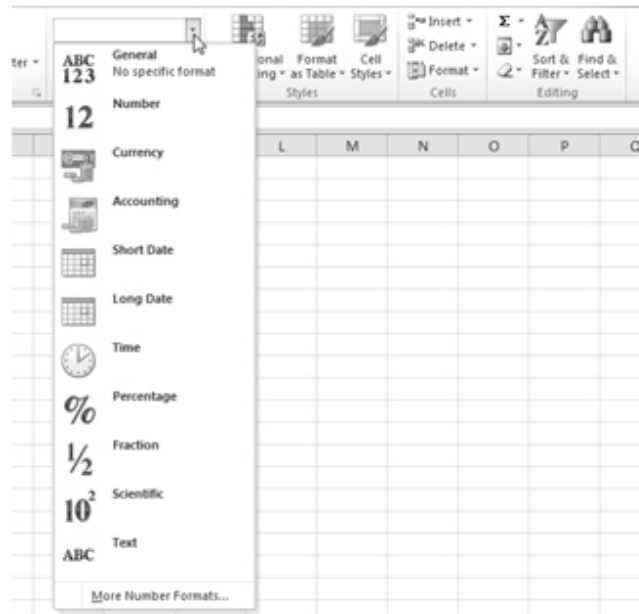 ter
onal Format Cell
ing as Table Styles
Styles
Insert
Delete
Format
Cells
Σ
A
Z
Sort & Find &
Filter Select
Editing
ABC
123
General
No specific format
12
Number
Currency
Accounting
Short Date
Long Date
Time
%
Percentage
1/2
Fraction
10²
Scientific
ABC
Text
More Number Formats...
L M N O P Q